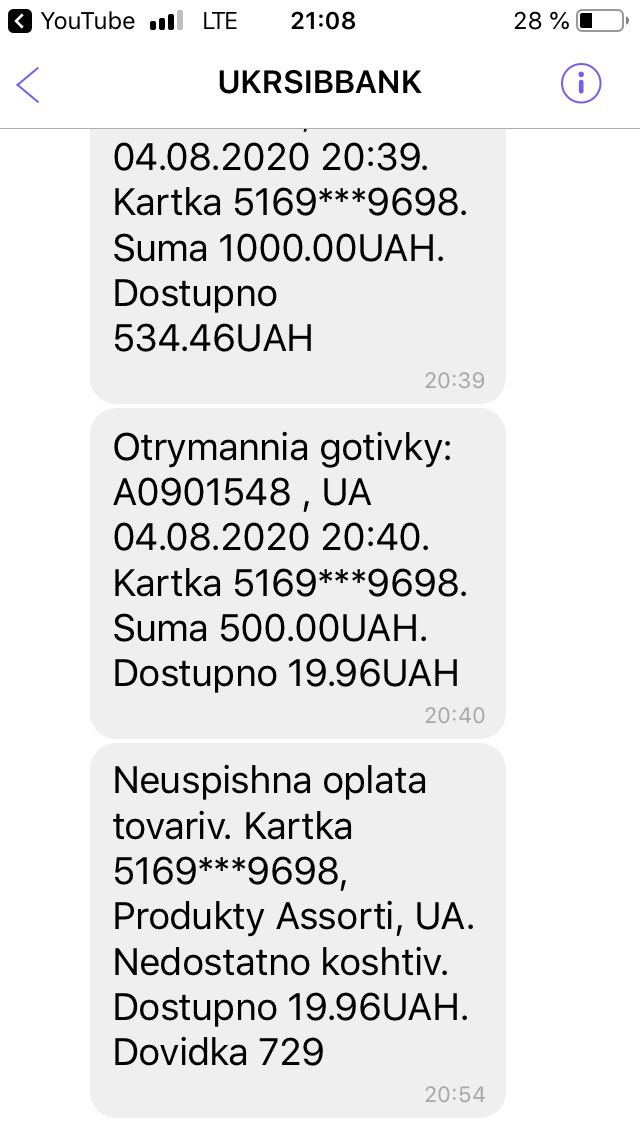 YouTube LTE 21:08 28 %
UKRSIBBANK
04.08.2020 20:39.
Kartka 5169***9698.
Suma 1000.00UAH.
Dostupno
534.46UAH
20:39
Otrymannia gotivky:
A0901548 , UA
04.08.2020 20:40.
Kartka 5169***9698.
Suma 500.00UAH.
Dostupno 19.96UAH
20:40
Neuspishna oplata
tovariv. Kartka
5169***9698,
Produkty Assorti, UA.
Nedostatno koshtiv.
Dostupno 19.96UAH.
Dovidka 729
20:54